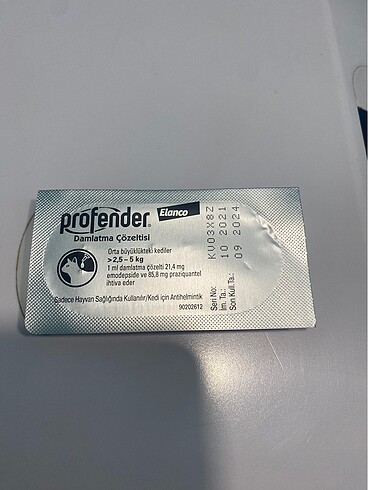 profender®
Elanco
Damlatma Çözeltisi
Orta büyüklükteki kediler
>2,5 – 5 kg
1 ml damlatma çözelti 21,4 mg
emodepside ve 85,8 mg praziquantel
ihtiva eder
Sadece Hayvan Sağlığında Kullanılır/Kedi için Antihelmintik
90202612
Seri No: KV03X8Z
İm. Ta.: 10 2021
Son Kull.Ta.: 09 2024